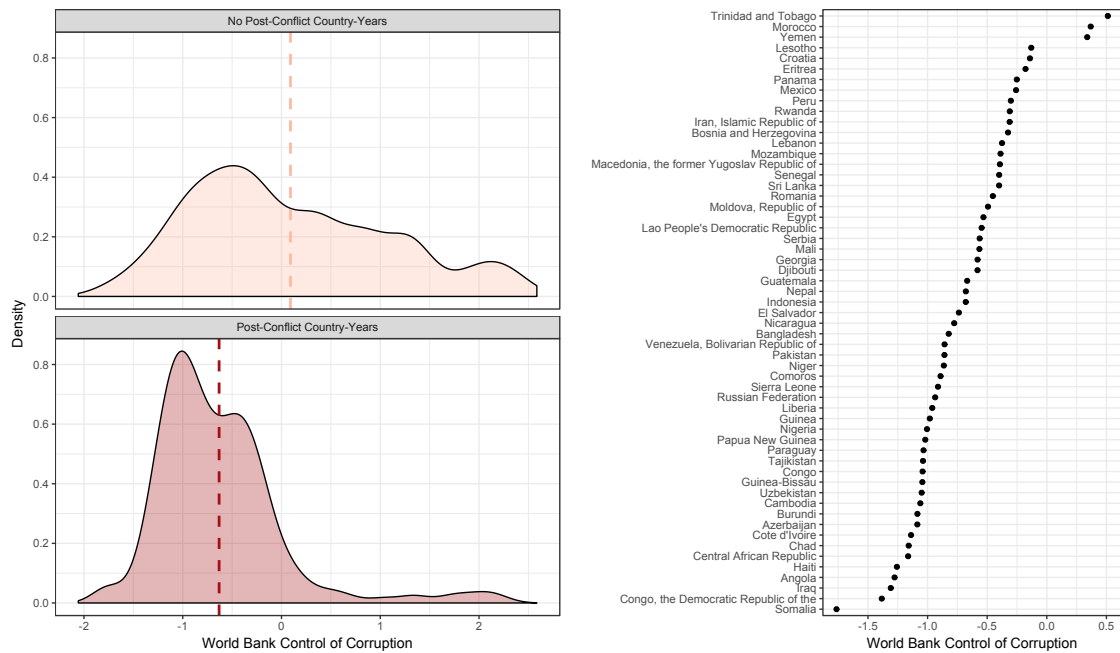 No Post-Conflict Country-Years
0.8
0.6
0.4
0.2
0.0
Density
Post-Conflict Country-Years
0.8
0.6
0.4
0.2
0.0
-2
-1
0
1
2
World Bank Control of Corruption
Trinidad and Tobago
Morocco
Yemen
Lesotho
Croatia
Eritrea
Panama
Mexico
Peru
Rwanda
Iran, Islamic Republic of
Bosnia and Herzegovina
Lebanon
Mozambique
Macedonia, the former Yugoslav Republic of
Senegal
Sri Lanka
Romania
Moldova, Republic of
Egypt
Lao People's Democratic Republic
Serbia
Mali
Georgia
Djibouti
Guatemala
Nepal
Indonesia
El Salvador
Nicaragua
Bangladesh
Venezuela, Bolivarian Republic of
Pakistan
Niger
Comoros
Sierra Leone
Russian Federation
Liberia
Guinea
Nigeria
Papua New Guinea
Paraguay
Tajikistan
Congo
Guinea-Bissau
Uzbekistan
Cambodia
Burundi
Azerbaijan
Cote d'Ivoire
Chad
Central African Republic
Haiti
Angola
Iraq
Congo, the Democratic Republic of the
Somalia
-1.5
-1.0
-0.5
0.0
0.5
World Bank Control of Corruption